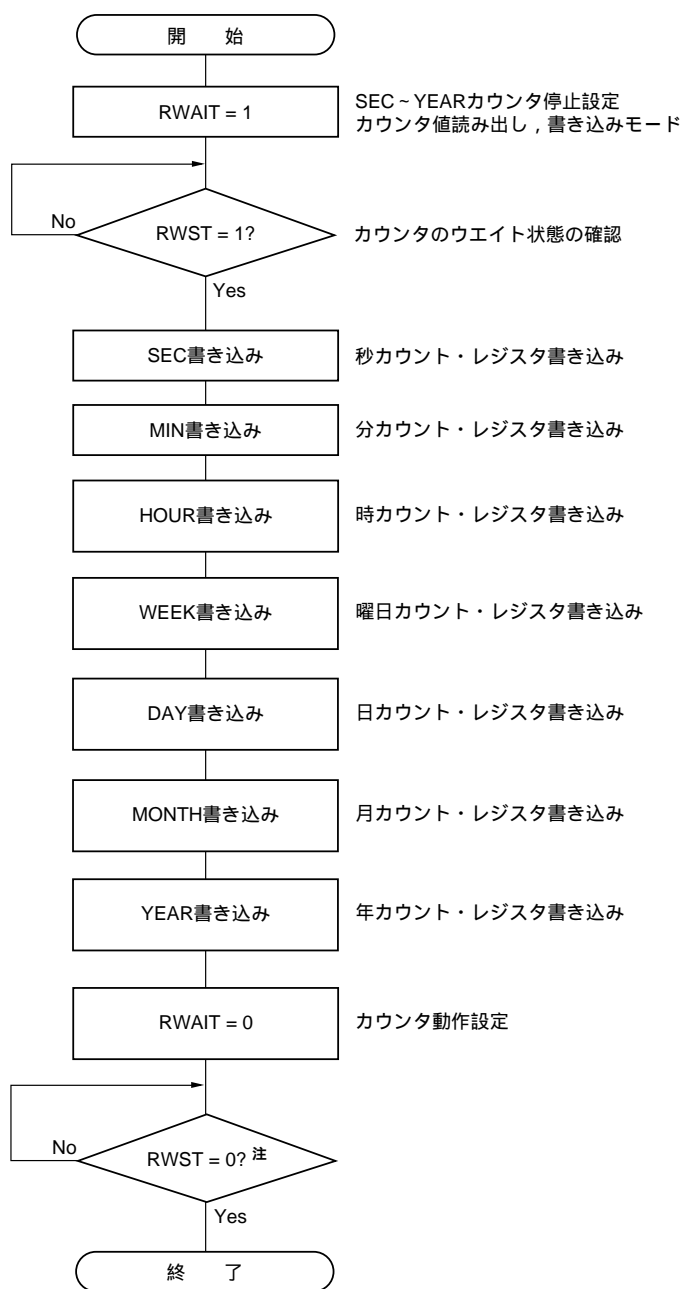 開　　始
RWAIT = 1
SEC～YEARカウンタ停止設定
カウンタ値読み出し，書き込みモード
No
RWST = 1?
カウンタのウエイト状態の確認
Yes
SEC書き込み
秒カウント・レジスタ書き込み
MIN書き込み
分カウント・レジスタ書き込み
HOUR書き込み
時カウント・レジスタ書き込み
WEEK書き込み
曜日カウント・レジスタ書き込み
DAY書き込み
日カウント・レジスタ書き込み
MONTH書き込み
月カウント・レジスタ書き込み
YEAR書き込み
年カウント・レジスタ書き込み
RWAIT = 0
カウンタ動作設定
No
RWST = 0? 注
Yes
終　　了